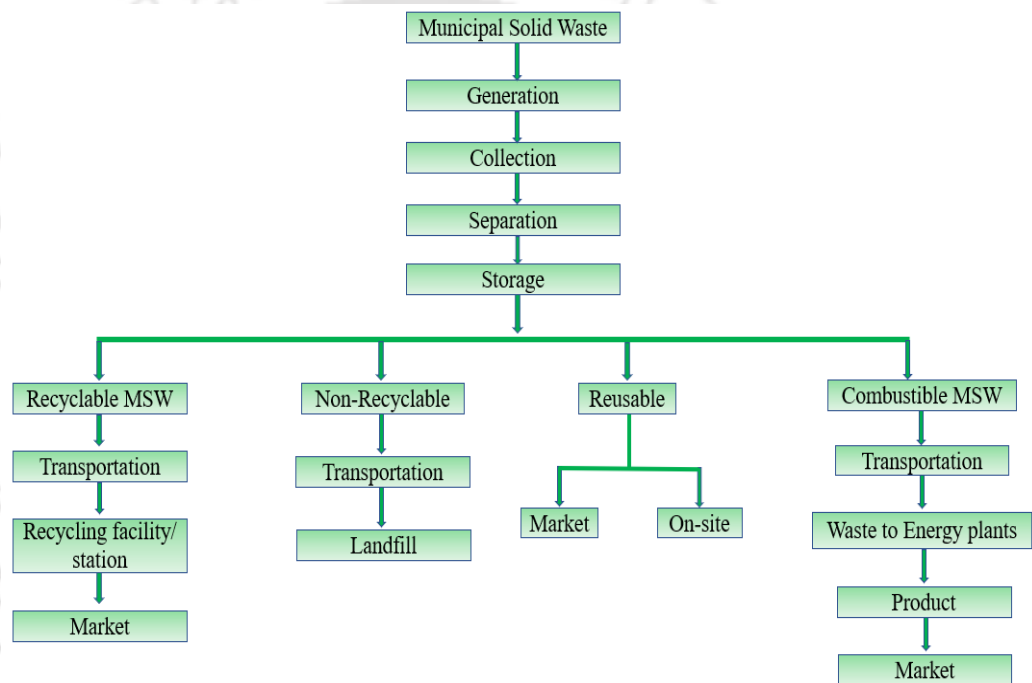 Municipal Solid Waste
Generation
Collection
Separation
Storage
Recyclable MSW
Non-Recyclable
Reusable
Combustible MSW
Transportation
Transportation
Transportation
Recycling facility/
station
Landfill
Market
On-site
Waste to Energy plants
Market
Product
Market